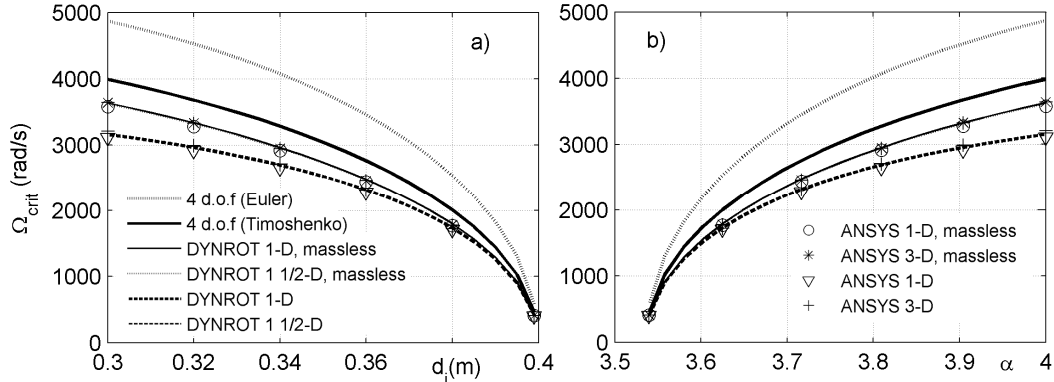 5000
4000
3000
2000
1000
0
Ω_crit (rad/s)
a)
4 d.o.f (Euler)
4 d.o.f (Timoshenko)
DYNROT 1-D, massless
DYNROT 1 1/2-D, massless
DYNROT 1-D
DYNROT 1 1/2-D
0.3
0.32
0.34
0.36
0.38
0.4
d_i(m)
5000
4000
3000
2000
1000
0
b)
ANSYS 1-D, massless
ANSYS 3-D, massless
ANSYS 1-D
ANSYS 3-D
3.5
3.6
3.7
3.8
3.9
4
α